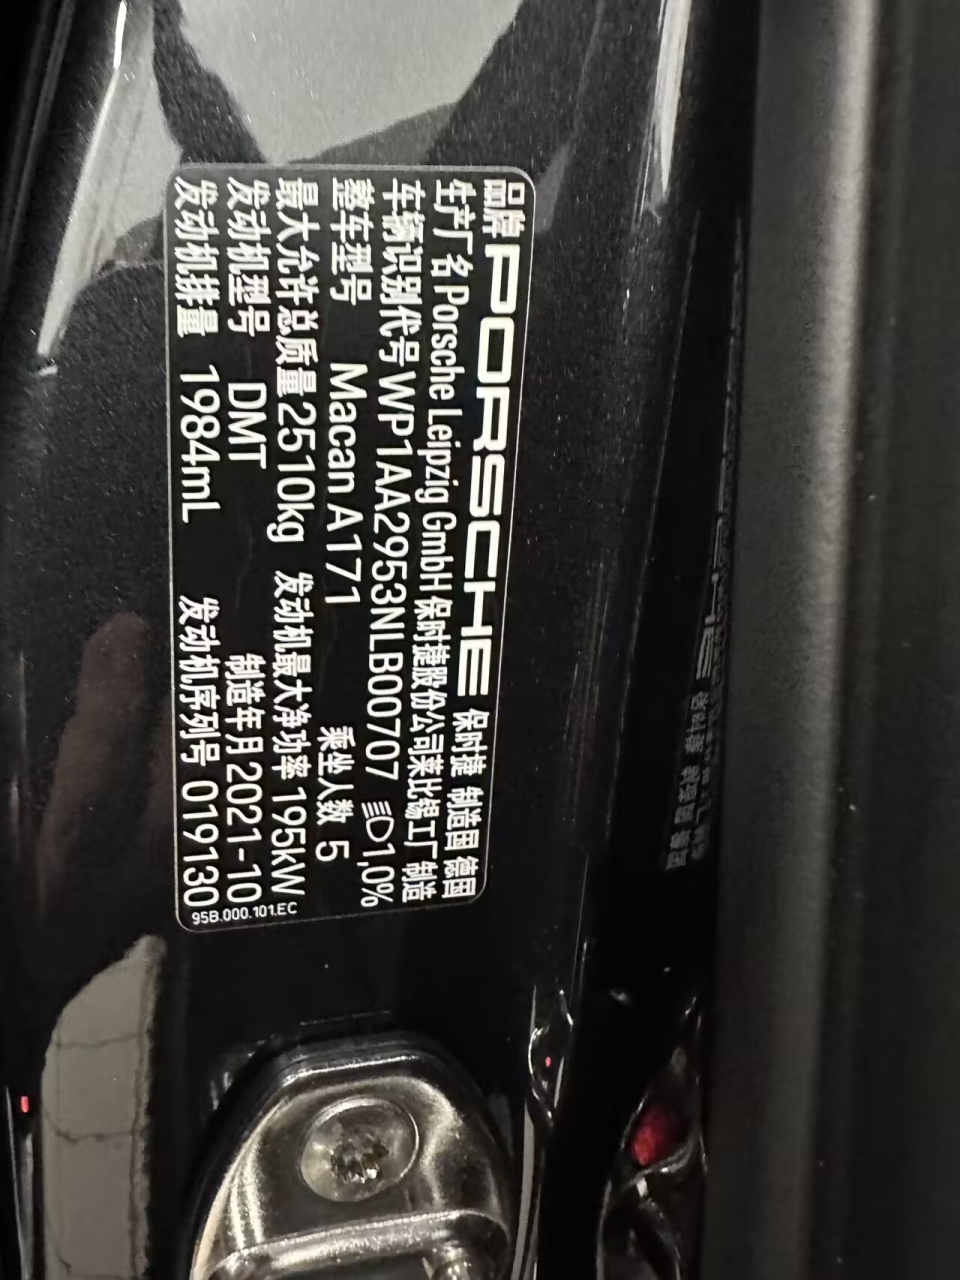 品牌 PORSCHE 保时捷 制造国 德国
生产厂名 Porsche Leipzig GmbH 保时捷股份公司莱比锡工厂 制造
车辆识别代号 WP1AA2953NLB00707 1,0%
整车型号 Macan A171 乘坐人数 5
最大允许总质量 2510kg 发动机最大净功率 195kW
发动机型号 DMT 制造年月 2021-10
发动机排量 1984mL 发动机序列号 019130
95B.000.101.EC